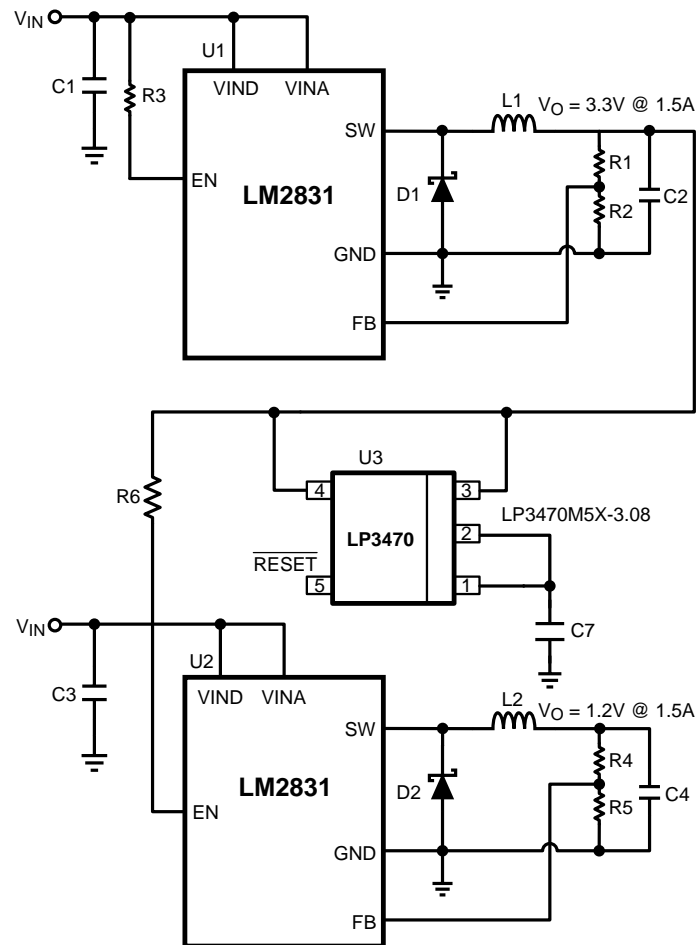 VIN
U1
C1
R3
VIND
VINA
L1
VO = 3.3V @ 1.5A
SW
R1
EN
LM2831
D1
R2
C2
GND
FB
U3
R6
4
3
LP3470M5X-3.08
LP3470
2
RESET
5
1
VIN
C7
U2
C3
VIND
VINA
L2
VO = 1.2V @ 1.5A
SW
R4
LM2831
D2
C4
EN
R5
GND
FB